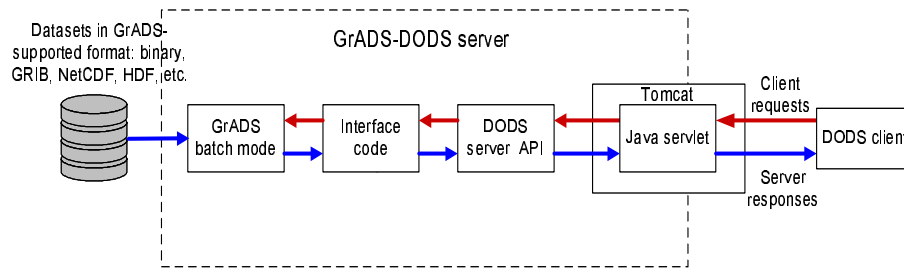 Datasets in GrADS-
supported format: binary,
GRIB, NetCDF, HDF, etc.
GrADS-DODS server
GrADS
batch mode
Interface
code
DODS
server API
Tomcat
Java servlet
Client
requests
DODS client
Server
responses